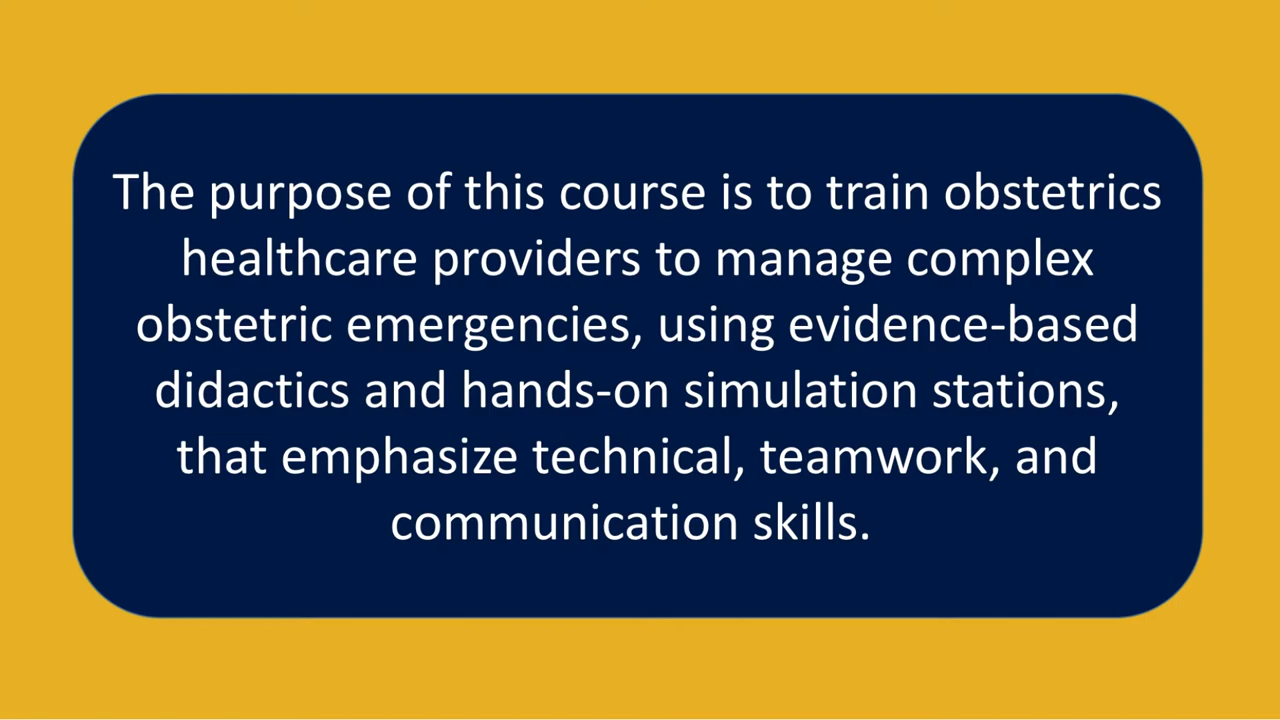 The purpose of this course is to train obstetrics
healthcare providers to manage complex
obstetric emergencies, using evidence-based
didactics and hands-on simulation stations,
that emphasize technical, teamwork, and
communication skills.